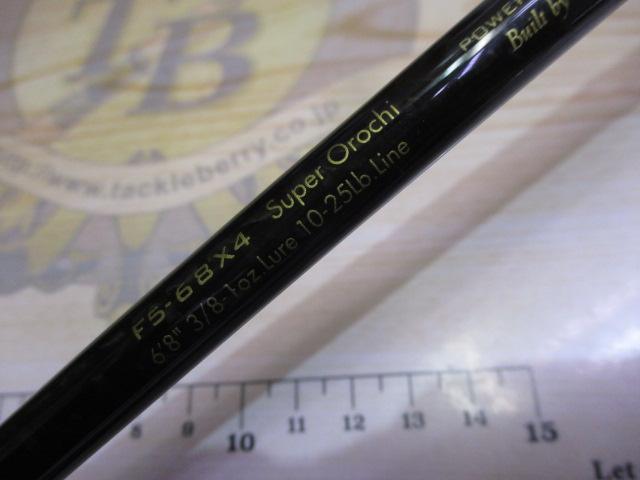 TB
http://www.tackleberry.co.jp
POWER
Built by
FS-68X4 Super Orochi
6'8" 3/8-1oz.Lure 10-25Lb.Line
8 9 10 11 12 13 14 15
Let